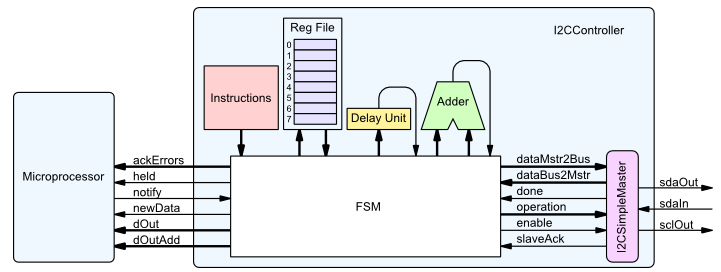 I2CController
Reg File
0
1
2
3
4
5
6
7
Instructions
Delay Unit
Adder
Microprocessor
ackErrors
held
notify
newData
dOut
dOutAdd
FSM
dataMstr2Bus
dataBus2Mstr
done
operation
enable
slaveAck
I2CSimpleMaster
sdaOut
sdaIn
sclOut